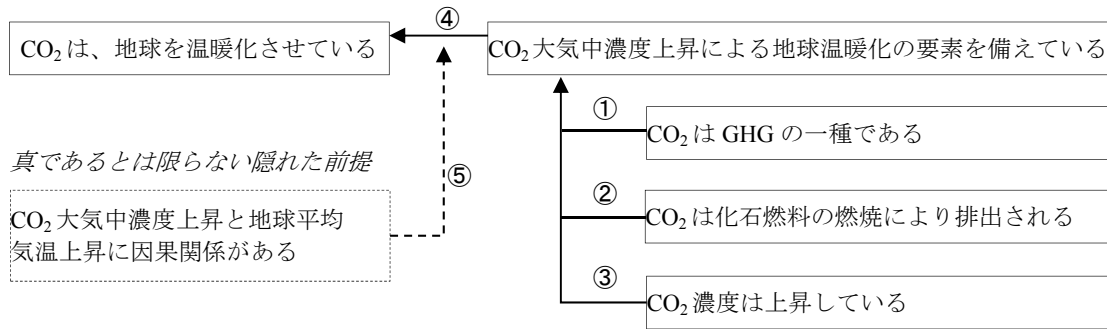 ④
CO₂は、地球を温暖化させている
CO₂大気中濃度上昇による地球温暖化の要素を備えている
①
CO₂は GHG の一種である
真であるとは限らない隠れた前提
⑤
CO₂大気中濃度上昇と地球平均
気温上昇に因果関係がある
②
CO₂は化石燃料の燃焼により排出される
③
CO₂濃度は上昇している